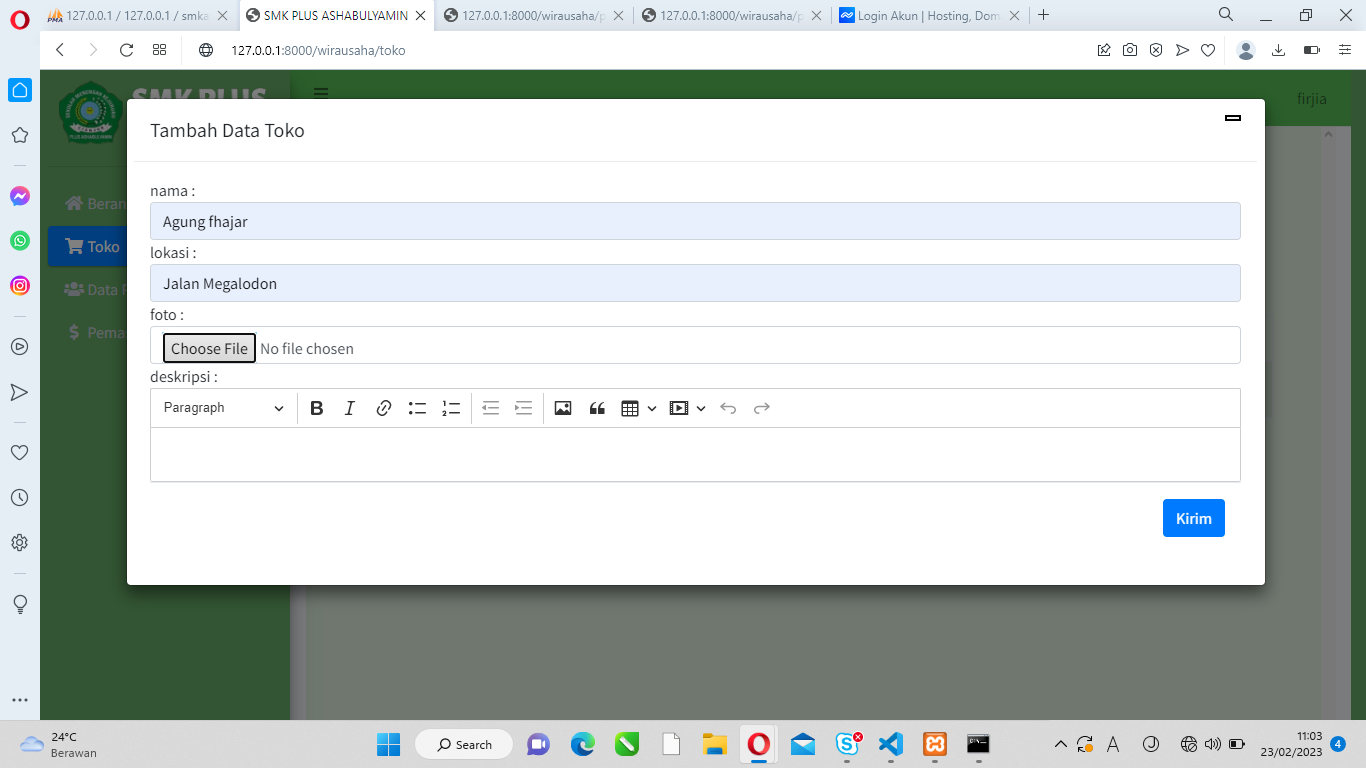 127.0.0.1 / 127.0.0.1 / smka
SMK PLUS ASHABULYAMIN
127.0.0.1:8000/wirausaha/p
127.0.0.1:8000/wirausaha/p
Login Akun | Hosting, Dom
127.0.0.1:8000/wirausaha/toko
SMK PLUS
firjia
Tambah Data Toko
Beran
Toko
Data P
Pema
nama :
Agung fhajar
lokasi :
Jalan Megalodon
foto :
Choose File No file chosen
deskripsi :
Paragraph
Kirim
24°C
Berawan
Search
11:03
23/02/2023
4